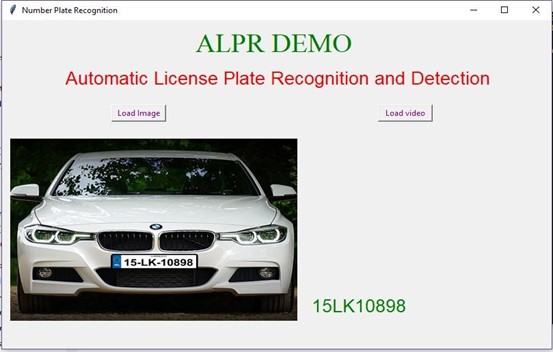 Number Plate Recognition
ALPR DEMO
Automatic License Plate Recognition and Detection
Load Image
Load video
15-LK-10898
15LK10898